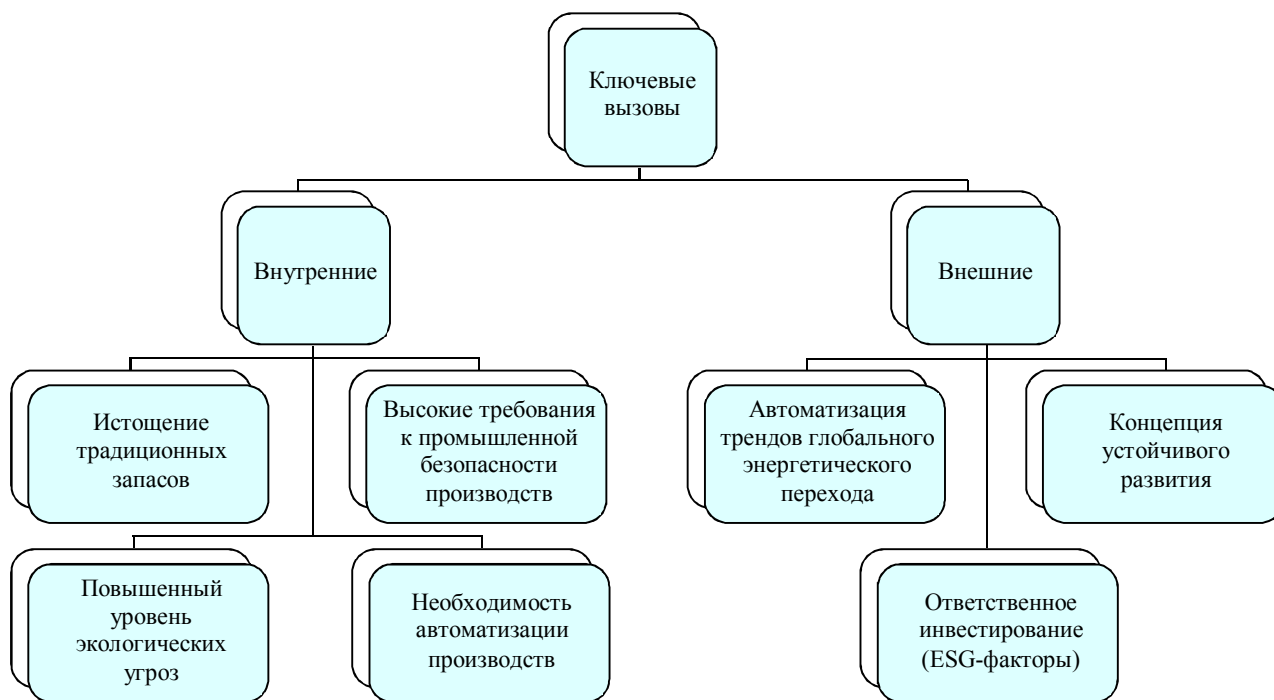 Ключевые
вызовы
Внутренние
Внешние
Истощение
традиционных
запасов
Высокие требования
к промышленной
безопасности
производств
Автоматизация
трендов глобального
энергетического
перехода
Концепция
устойчивого
развития
Повышенный
уровень
экологических
угроз
Необходимость
автоматизации
производств
Ответственное
инвестирование
(ESG-факторы)